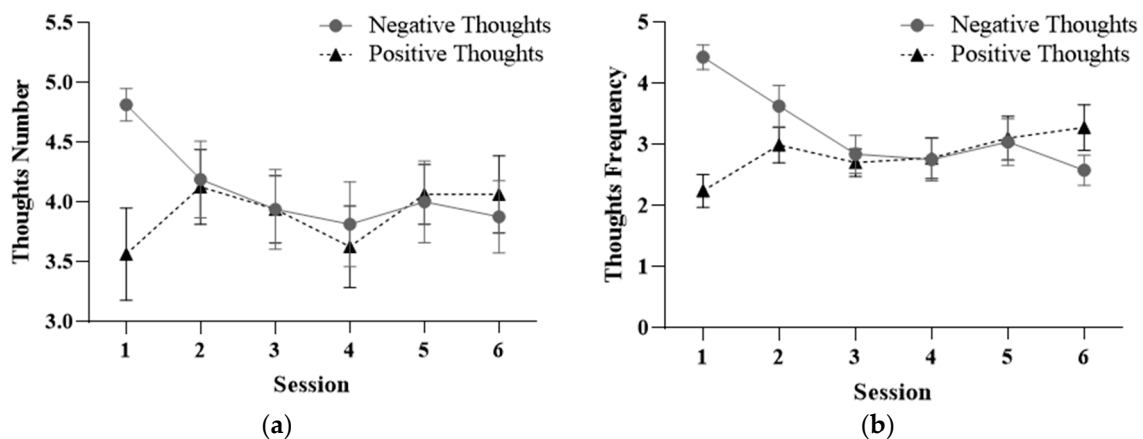 Negative Thoughts
Positive Thoughts
Thoughts Number
5.5
5.0
4.5
4.0
3.5
3.0
1 2 3 4 5 6
Session
(a)
Negative Thoughts
Positive Thoughts
Thoughts Frequency
5
4
3
2
1
0
1 2 3 4 5 6
Session
(b)